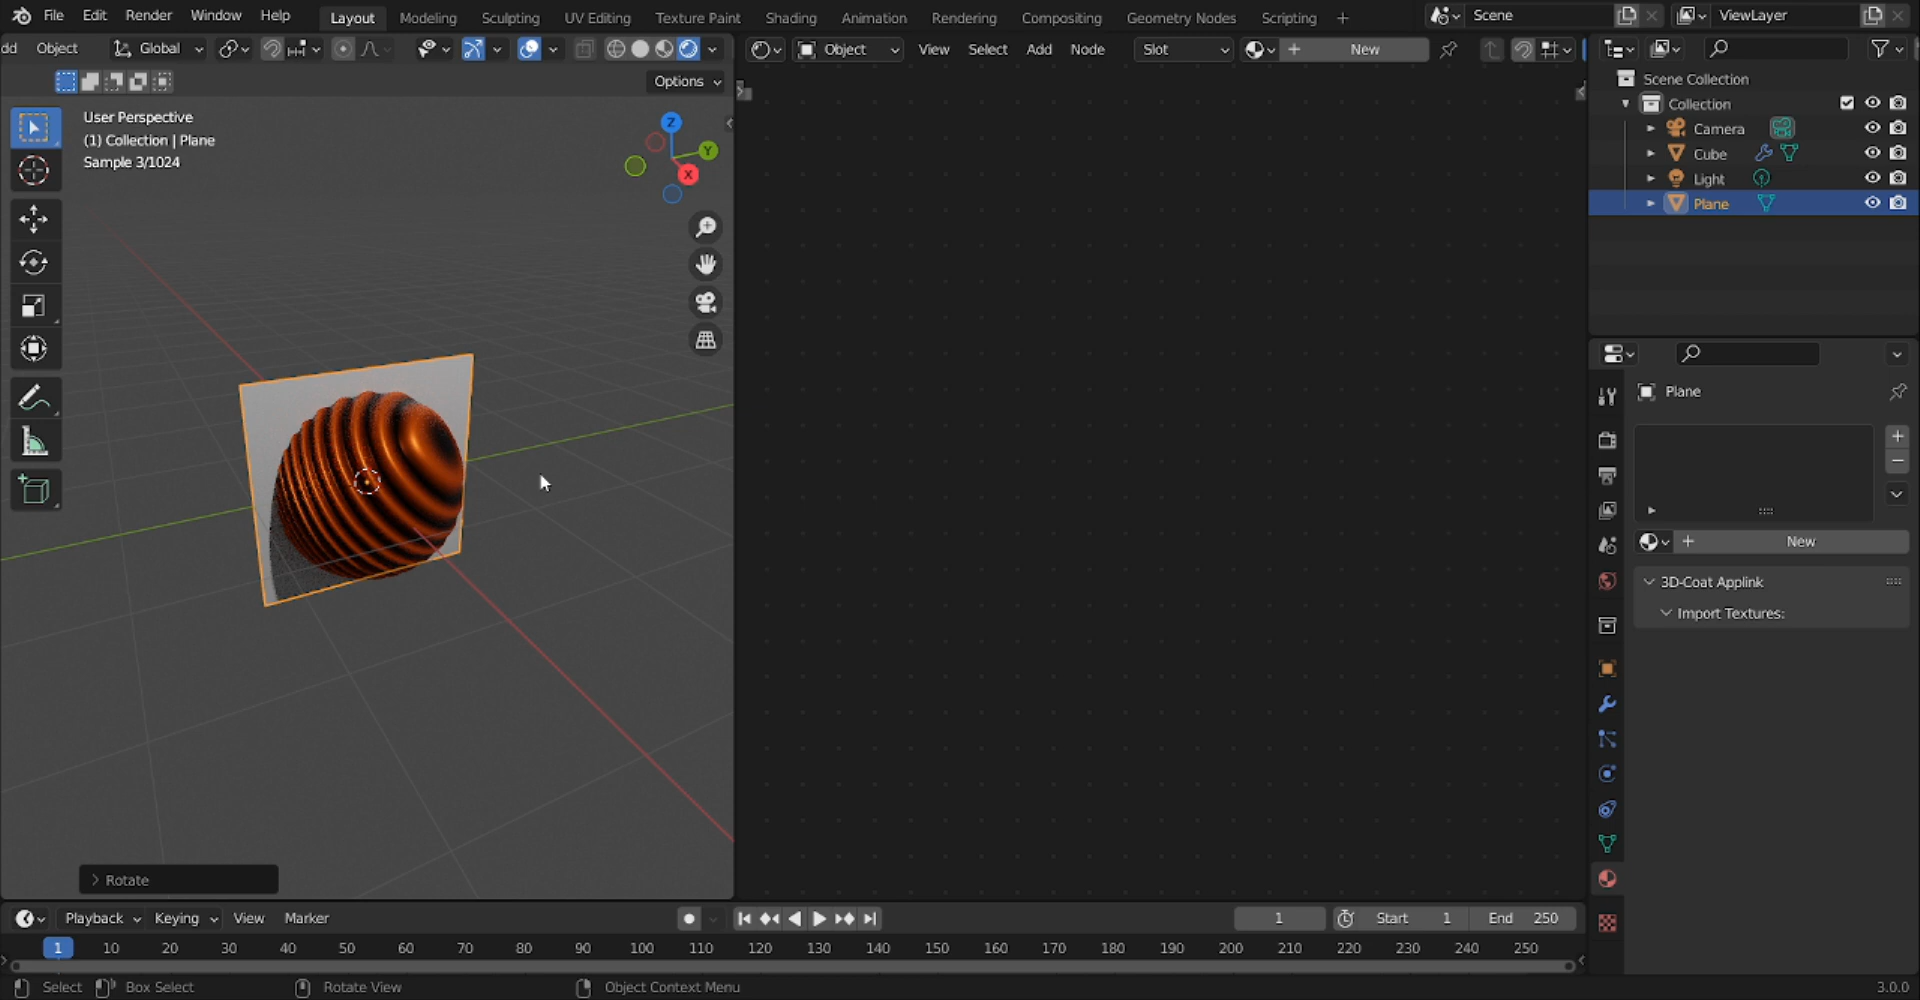 File Edit Render Window Help Layout Modeling Sculpting UV Editing Texture Paint Shading Animation Rendering Compositing Geometry Nodes Scripting + Scene ViewLayer
dd Object Global Object View Select Add Node Slot New
Options
User Perspective
(1) Collection | Plane
Sample 3/1024
Z
Y
X
Scene Collection
Collection
Camera
Cube
Light
Plane
Plane
New
3D-Coat Applink
Import Textures:
Rotate
Playback Keying View Marker 1 Start 1 End 250
1 10 20 30 40 50 60 70 80 90 100 110 120 130 140 150 160 170 180 190 200 210 220 230 240 250
Select Box Select Rotate View Object Context Menu 3.0.0